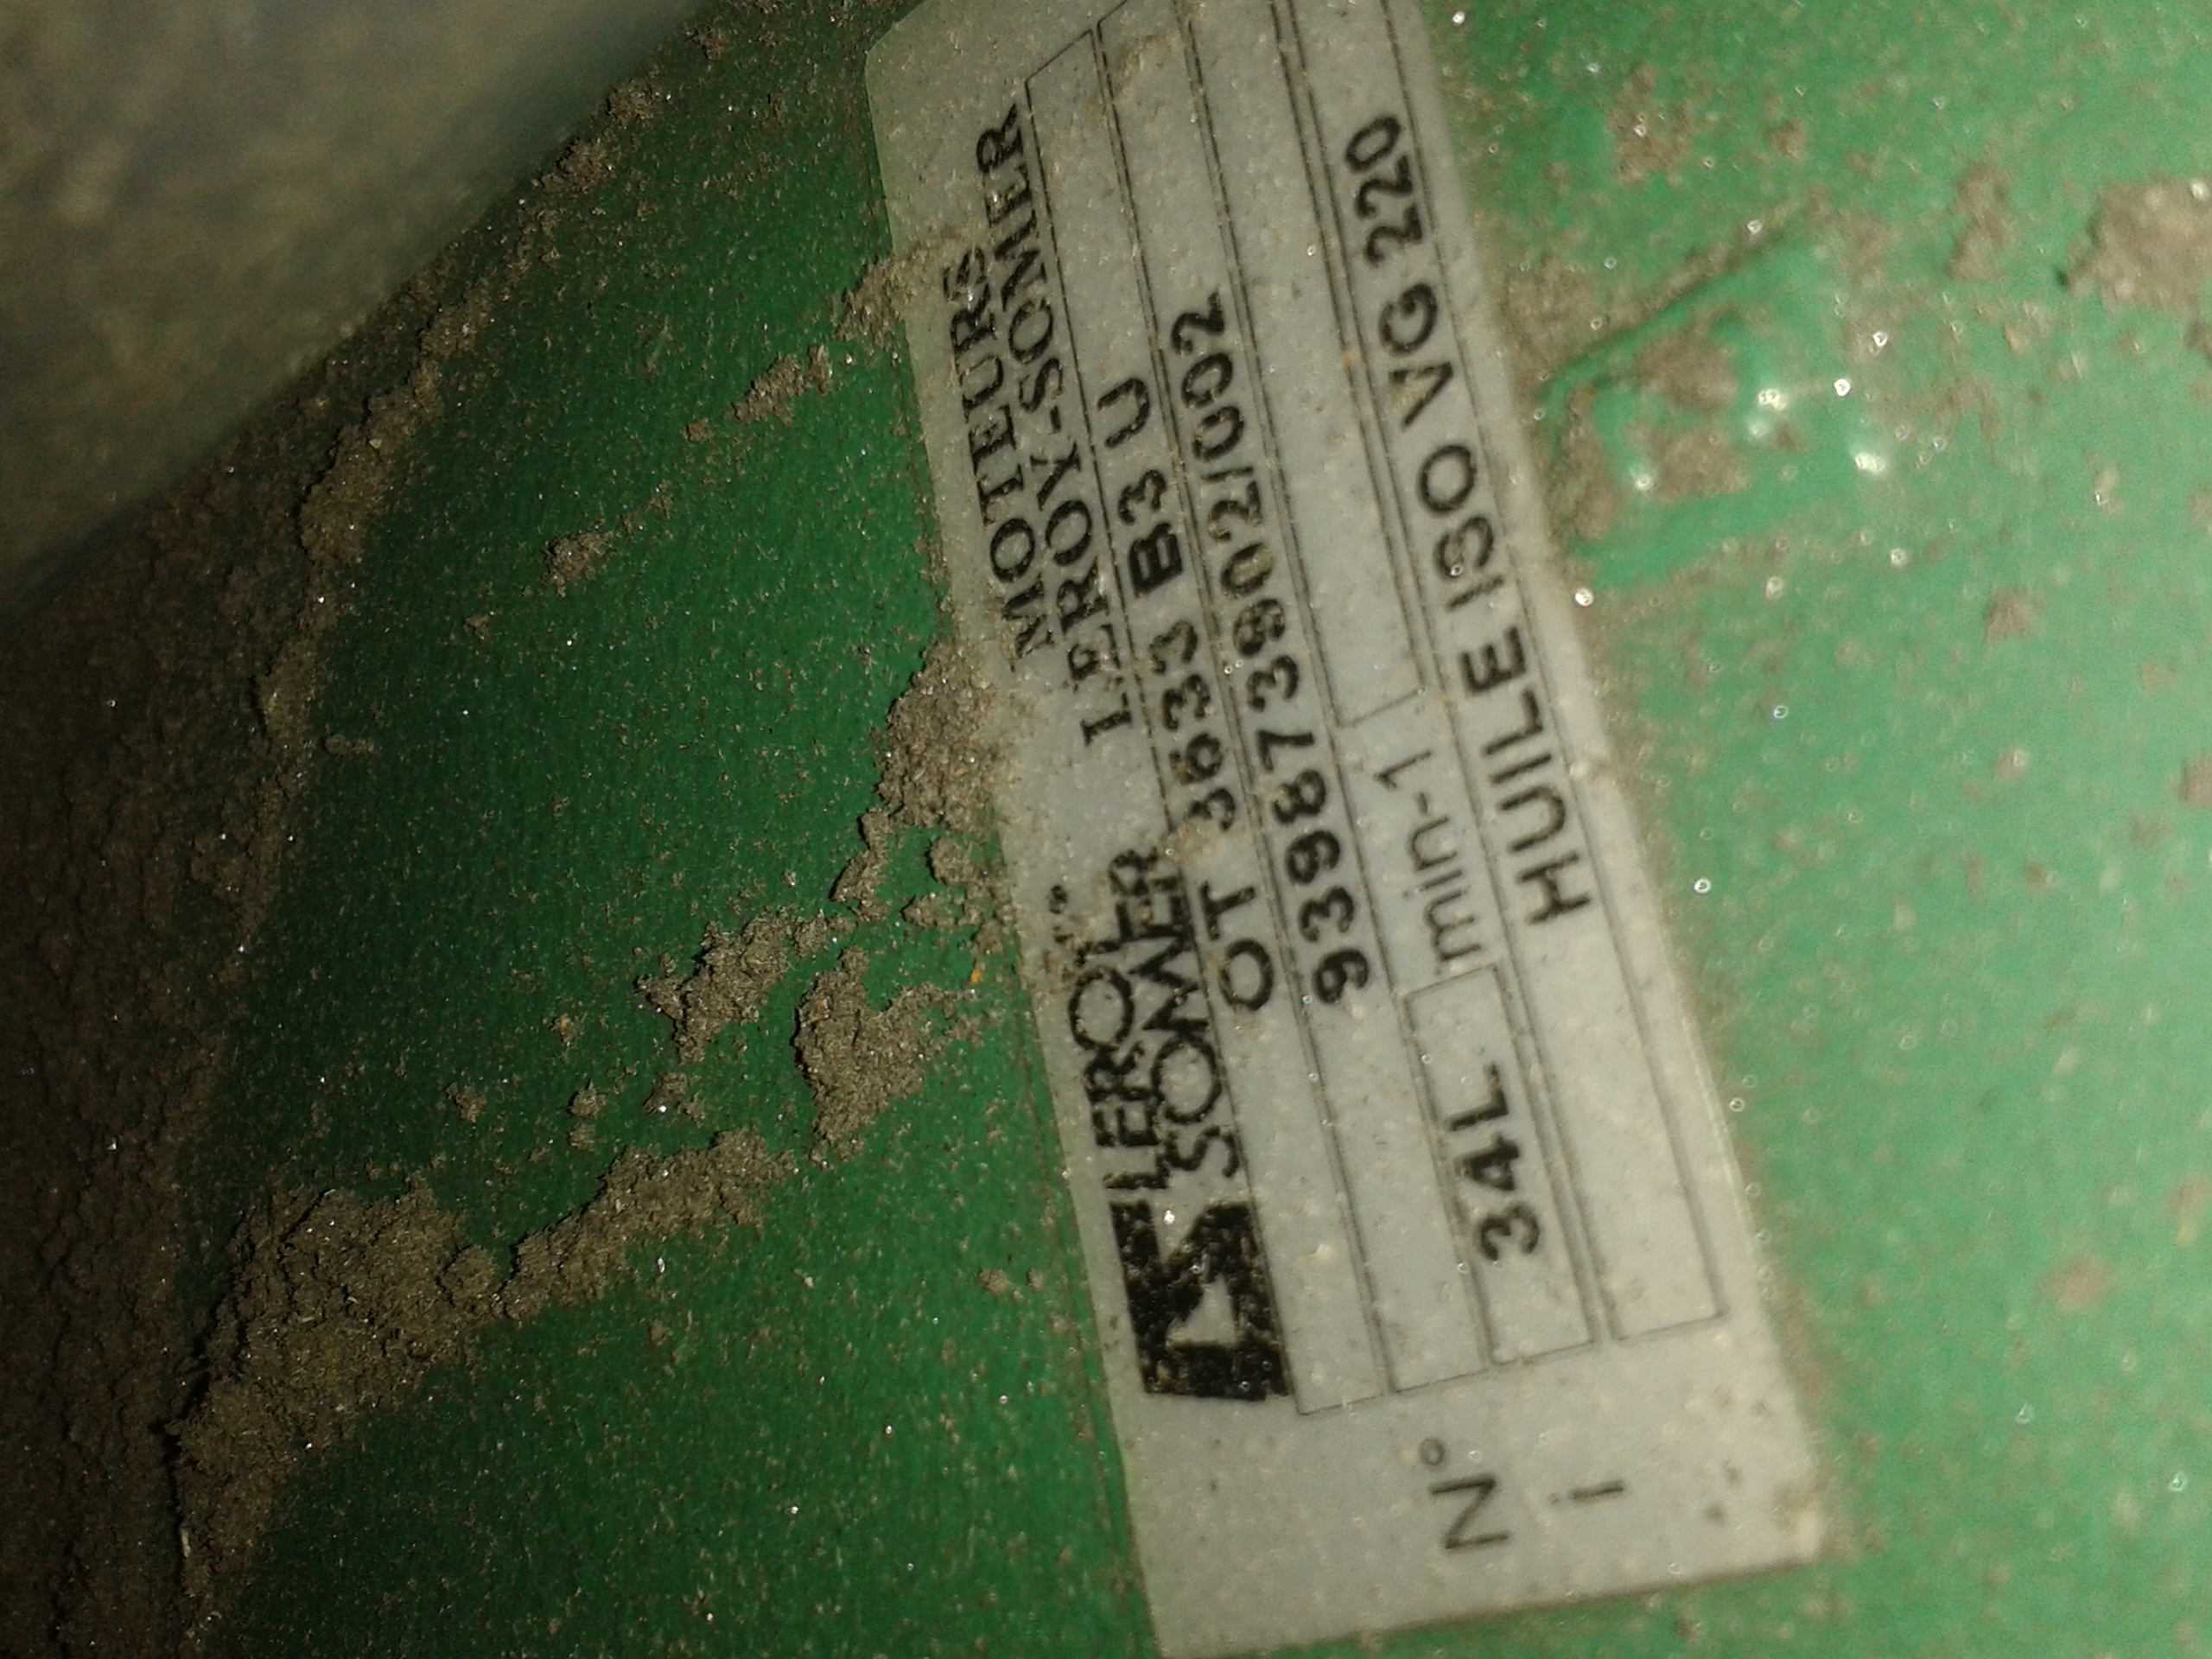 LEROY
SOMER
MOTEURS
LEROY-SOMER
OT 3633 B3 U
N° 939873902/002
i 34L min-1
HUILE ISO VG 220